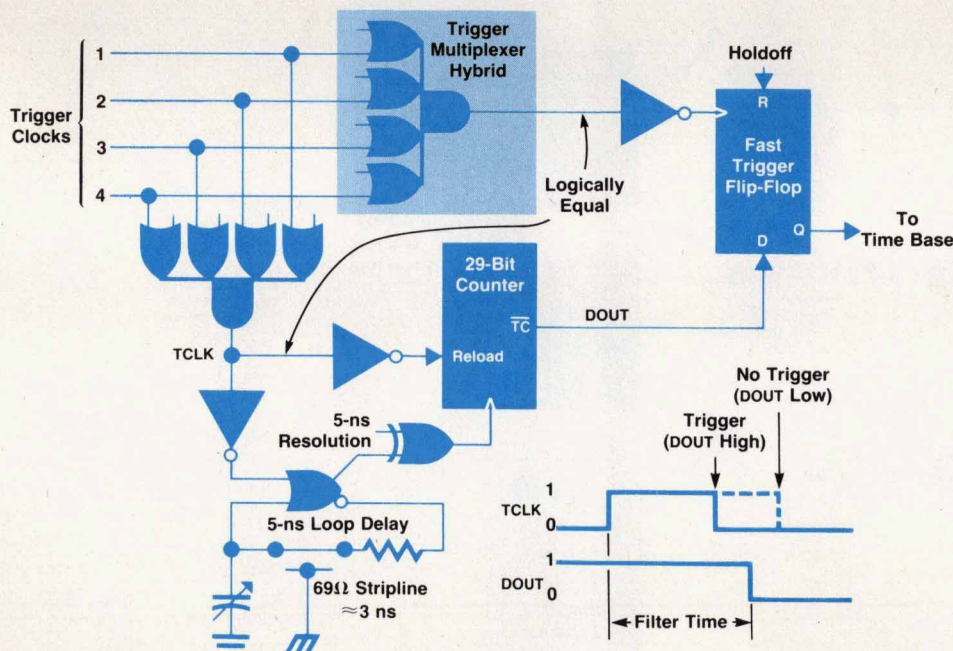 Trigger
Multiplexer
Hybrid
Trigger
Clocks
1
2
3
4
Holdoff
R
Fast
Trigger
Flip-Flop
D
Q
To
Time Base
Logically
Equal
29-Bit
Counter
TC
DOUT
Reload
TCLK
5-ns
Resolution
5-ns Loop Delay
69Ω Stripline
≈3 ns
No Trigger
(DOUT Low)
Trigger
(DOUT High)
TCLK
1
0
DOUT
1
0
Filter Time